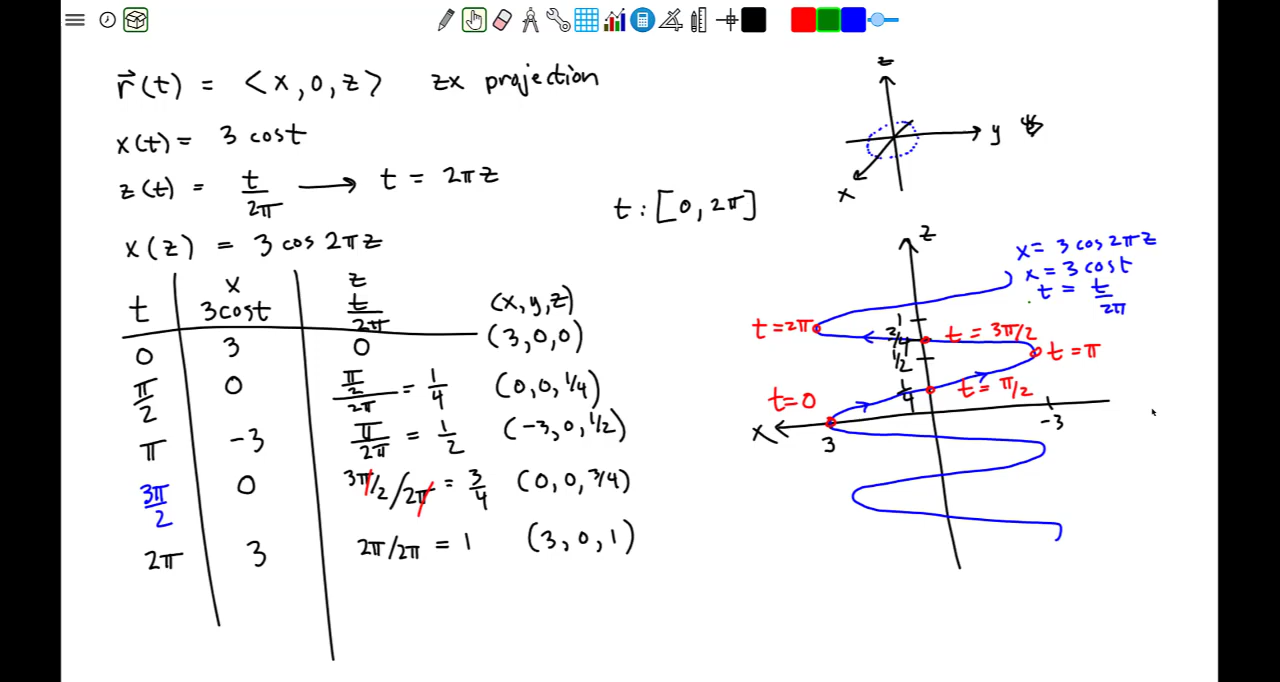 r⃗(t) = <x, 0, z> zx projection
x(t) = 3 cost
z(t) = t/2π → t = 2πz
t : [0, 2π]
x(z) = 3 cos 2πz
t | x 3cost | z t/2π | (x, y, z)
0 | 3 | 0 | (3, 0, 0)
π/2 | 0 | π/2/2π = 1/4 | (0, 0, 1/4)
π | -3 | π/2π = 1/2 | (-3, 0, 1/2)
3π/2 | 0 | 3π/2/2π = 3/4 | (0, 0, 3/4)
2π | 3 | 2π/2π = 1 | (3, 0, 1)
z
y
x
z
x = 3 cos 2πz
x = 3 cost
t = t/2π
1
t=2π
3/4
t = 3π/2
1/2
t = π
1/4
t = π/2
t=0
x
3
-3